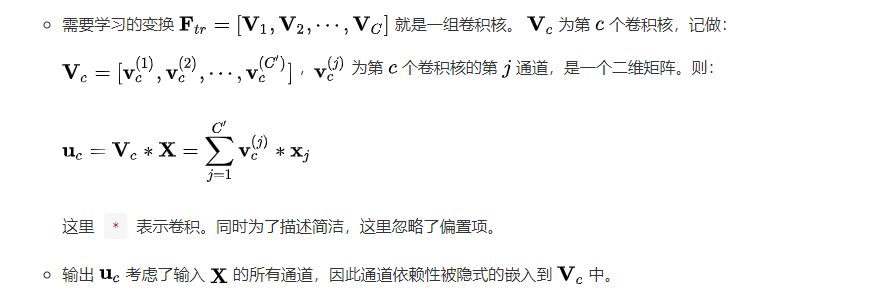 需要学习的变换 $\mathbf{F}_{tr} = [\mathbf{V}_1, \mathbf{V}_2, \cdots, \mathbf{V}_C]$ 就是一组卷积核。 $\mathbf{V}_c$ 为第 $c$ 个卷积核，记做：
$\mathbf{V}_c = [\mathbf{v}_c^{(1)}, \mathbf{v}_c^{(2)}, \cdots, \mathbf{v}_c^{(C')}]$ ， $\mathbf{v}_c^{(j)}$ 为第 $c$ 个卷积核的第 $j$ 通道，是一个二维矩阵。则：
$\mathbf{u}_c = \mathbf{V}_c * \mathbf{X} = \sum_{j=1}^{C'} \mathbf{v}_c^{(j)} * \mathbf{x}_j$
这里 * 表示卷积。同时为了描述简洁，这里忽略了偏置项。
输出 $\mathbf{u}_c$ 考虑了输入 $\mathbf{X}$ 的所有通道，因此通道依赖性被隐式的嵌入到 $\mathbf{V}_c$ 中。